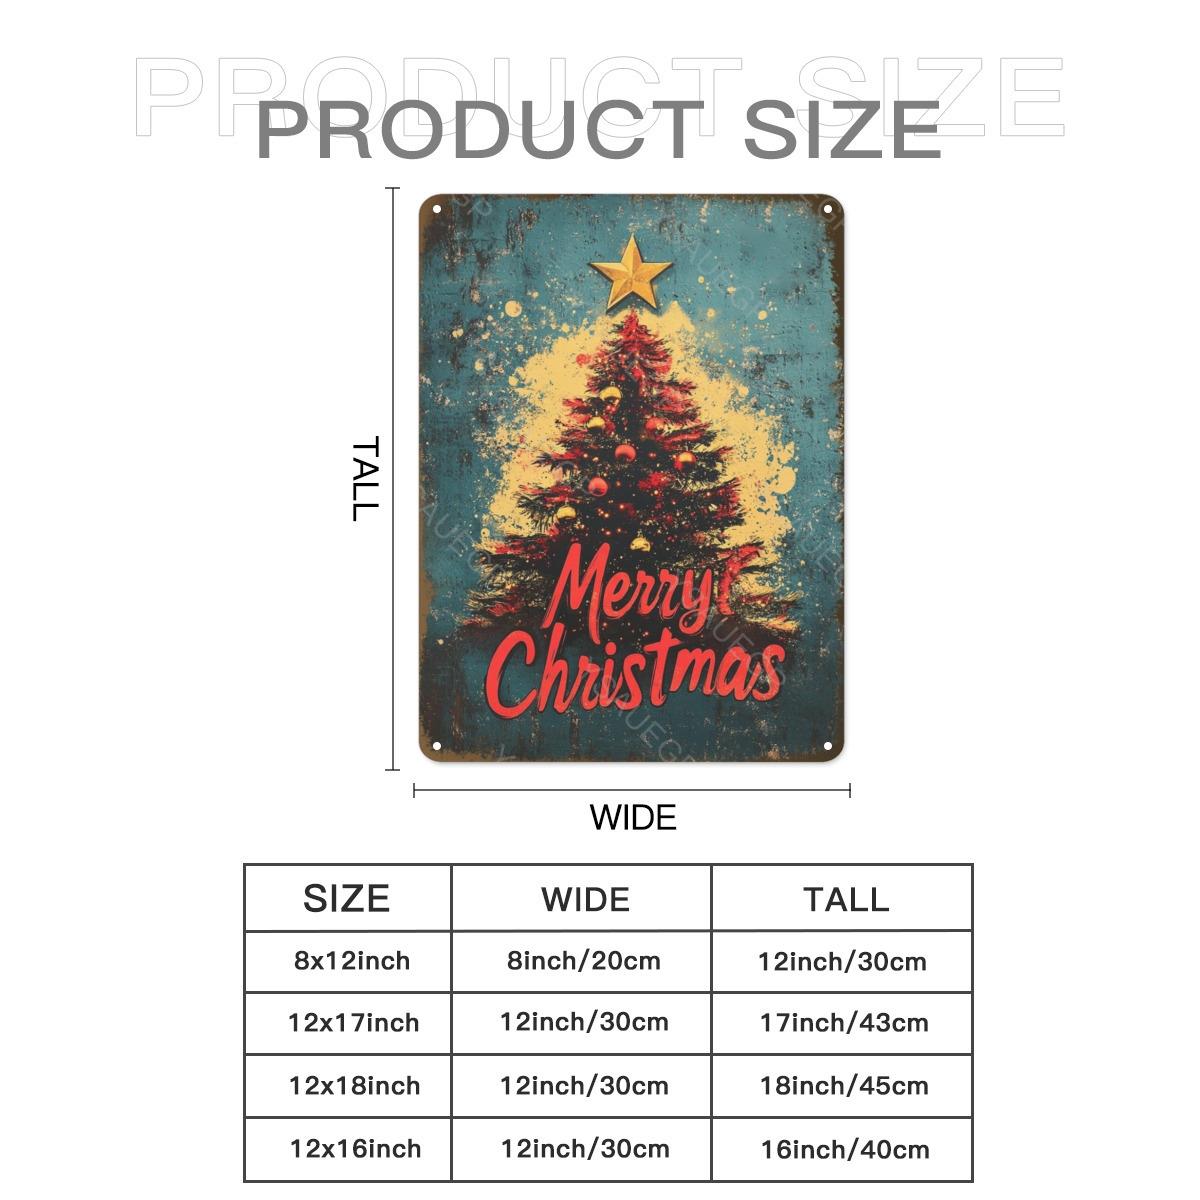 PRODUCT SIZE
PRODUCT SIZE
TALL
Merry
Christmas
WIDE
SIZE WIDE TALL
8x12inch 8inch/20cm 12inch/30cm
12x17inch 12inch/30cm 17inch/43cm
12x18inch 12inch/30cm 18inch/45cm
12x16inch 12inch/30cm 16inch/40cm